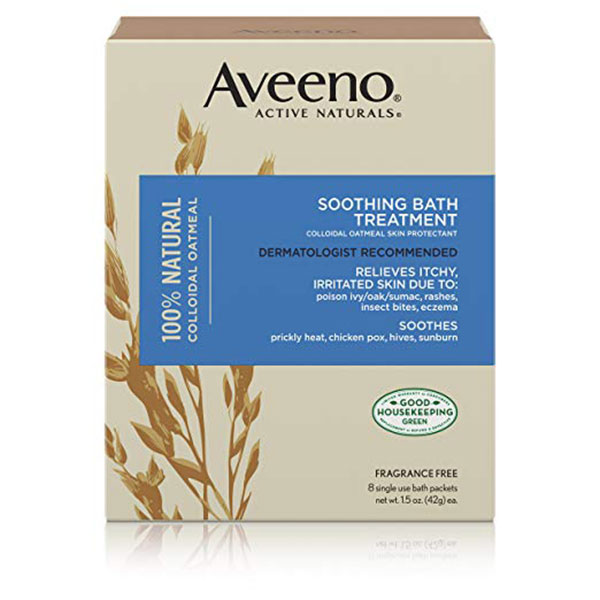 Aveeno®
ACTIVE NATURALS®
100% NATURAL
COLLOIDAL OATMEAL
SOOTHING BATH
TREATMENT
COLLOIDAL OATMEAL SKIN PROTECTANT
DERMATOLOGIST RECOMMENDED
RELIEVES ITCHY,
IRRITATED SKIN DUE TO:
poison ivy/oak/sumac, rashes,
insect bites, eczema
SOOTHES
prickly heat, chicken pox, hives, sunburn
GOOD
HOUSEKEEPING
GREEN
FRAGRANCE FREE
8 single use bath packets
net wt. 1.5 oz. (42g) ea.